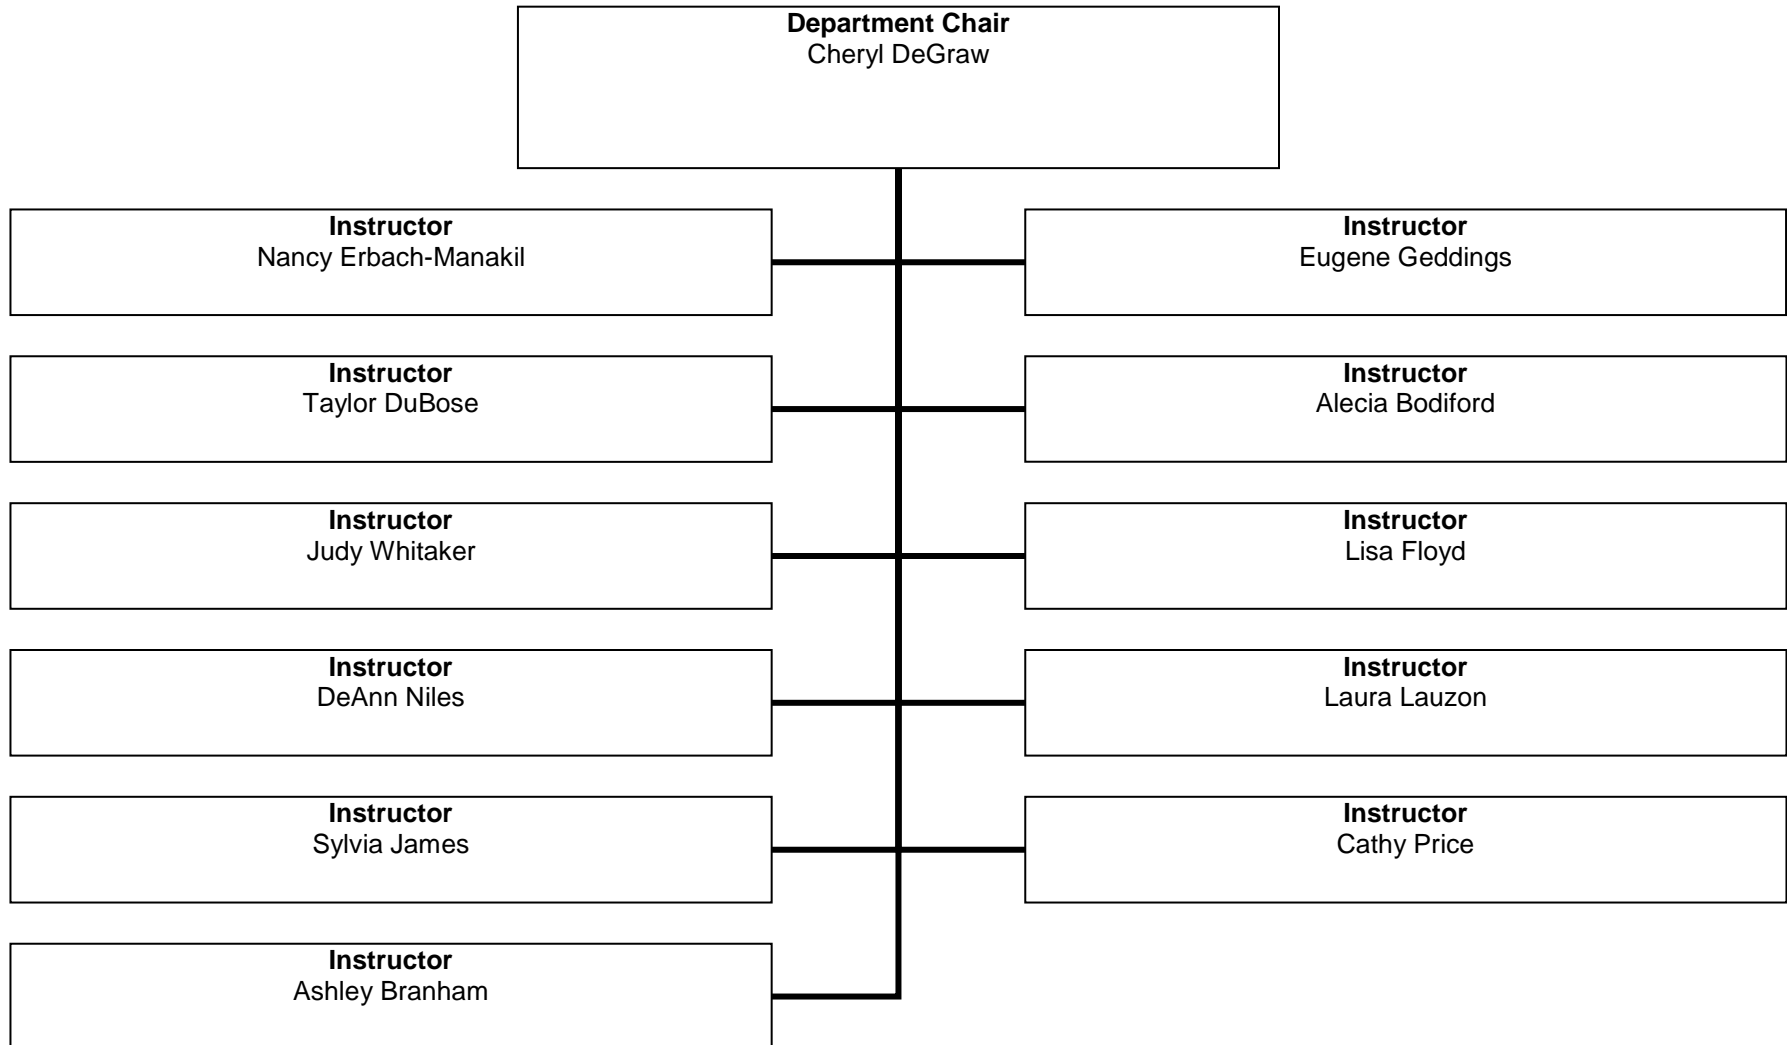 Department Chair
Cheryl DeGraw
Instructor
Nancy Erbach-Manakil
Instructor
Eugene Geddings
Instructor
Taylor DuBose
Instructor
Alecia Bodiford
Instructor
Judy Whitaker
Instructor
Lisa Floyd
Instructor
DeAnn Niles
Instructor
Laura Lauzon
Instructor
Sylvia James
Instructor
Cathy Price
Instructor
Ashley Branham